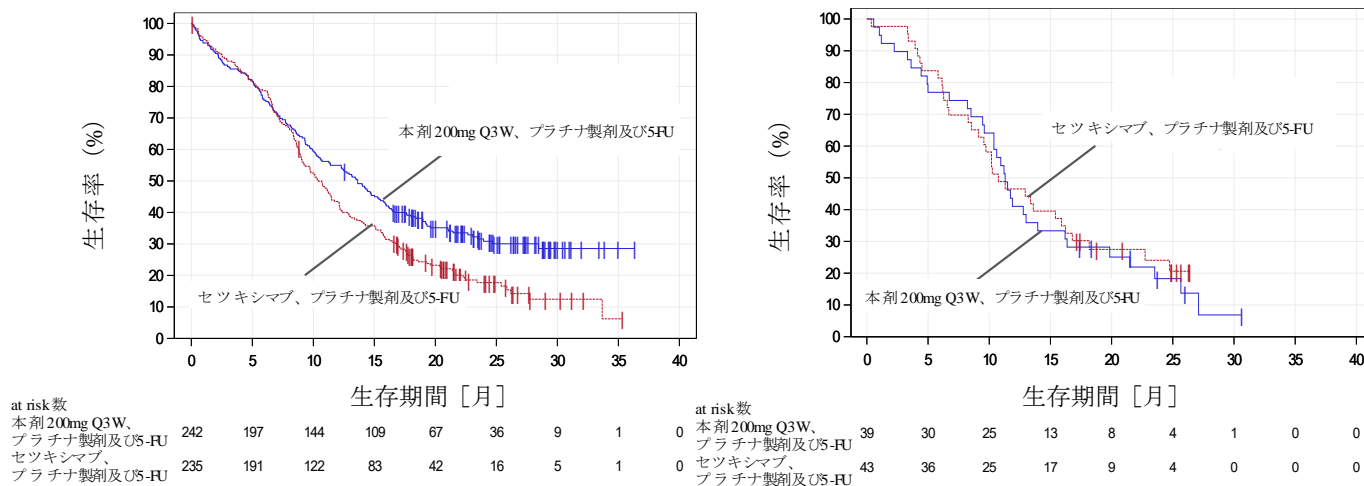 100
90
80
70
60
50
40
30
20
10
0
生存率 (%)
本剤200mg Q3W、プラチナ製剤及び5-FU
セツキシマブ、プラチナ製剤及び5-FU
0 5 10 15 20 25 30 35 40
生存期間 [月]
at risk数
本剤200mg Q3W、
プラチナ製剤及び5-FU
242 197 144 109 67 36 9 1 0
セツキシマブ、
プラチナ製剤及び5-FU
235 191 122 83 42 16 5 1 0
100
90
80
70
60
50
40
30
20
10
0
生存率 (%)
セツキシマブ、プラチナ製剤及び5-FU
本剤200mg Q3W、プラチナ製剤及び5-FU
0 5 10 15 20 25 30 35 40
生存期間 [月]
at risk数
本剤200mg Q3W、
プラチナ製剤及び5-FU
39 30 25 13 8 4 1 0 0
セツキシマブ、
プラチナ製剤及び5-FU
43 36 25 17 9 4 0 0 0